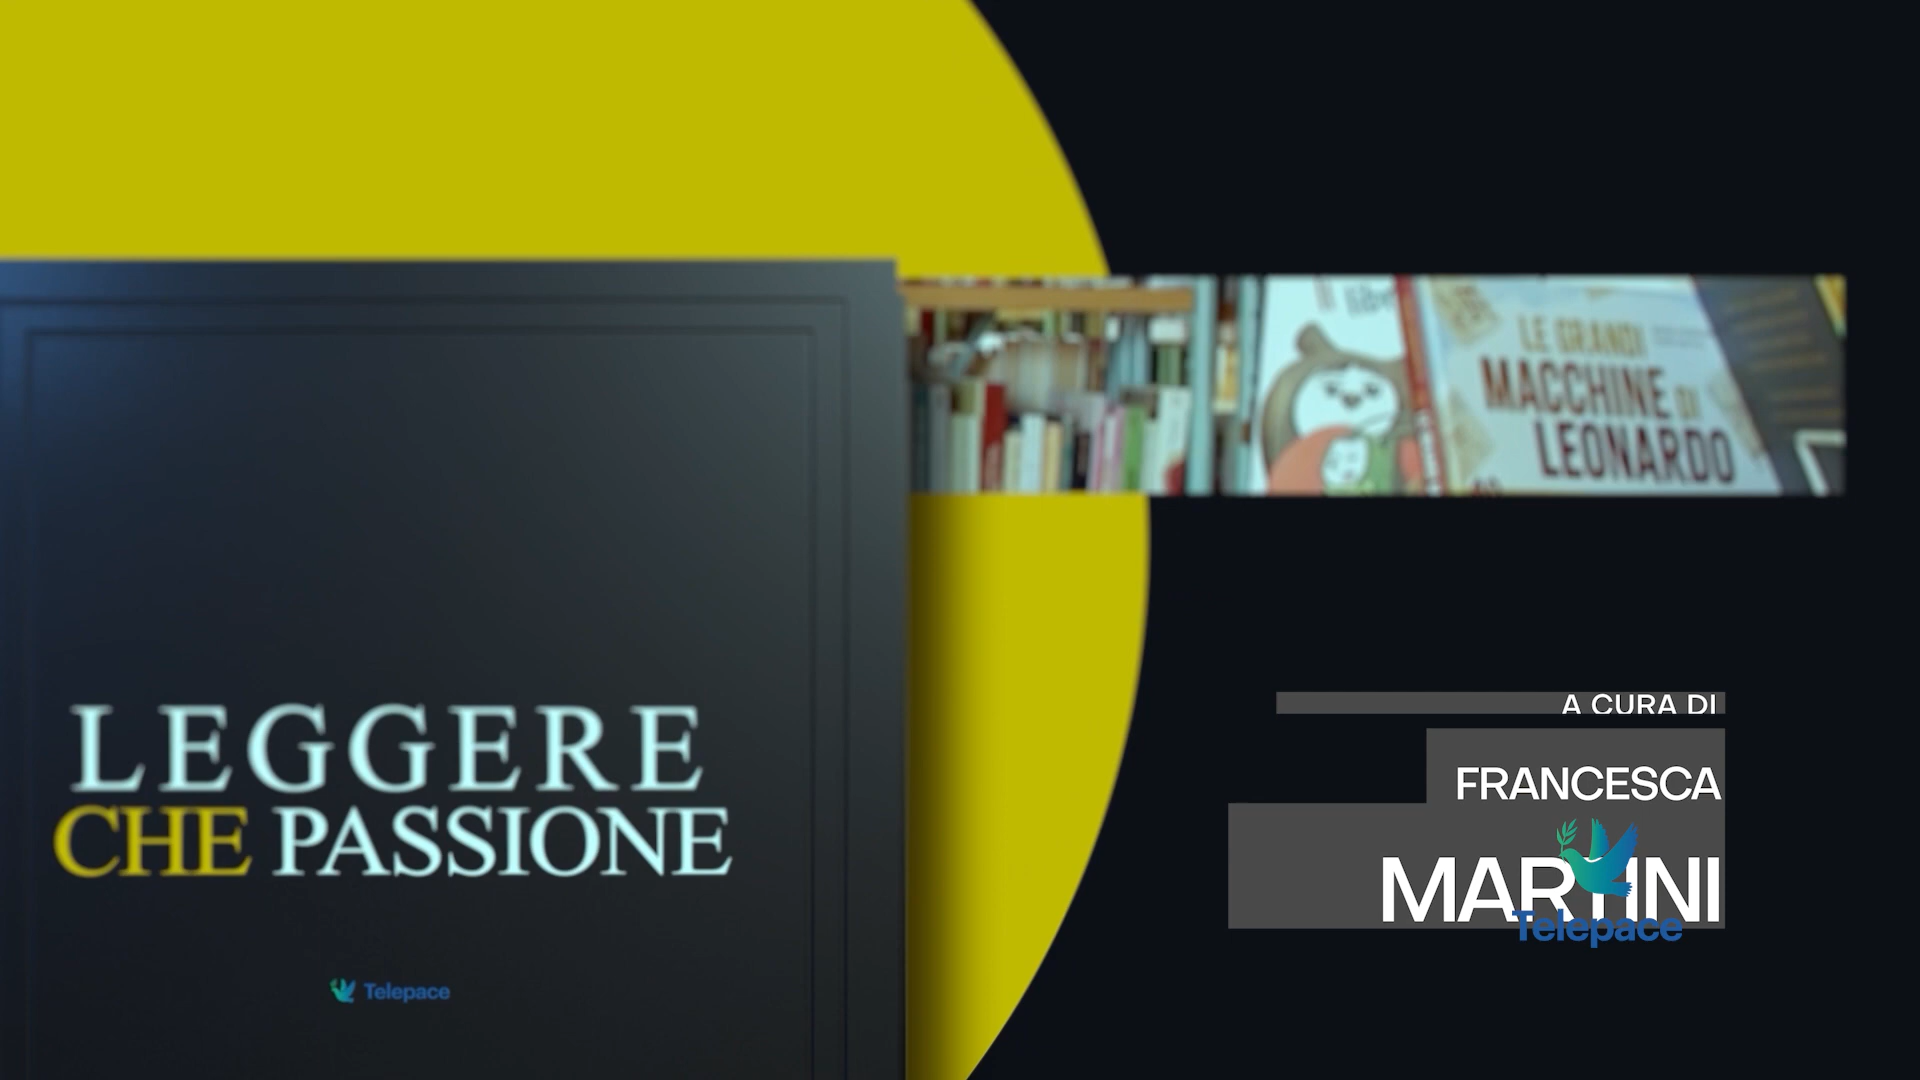 LEGGERE
CHE PASSIONE
Telepace
LE GRANDI
MACCHINE DI
LEONARDO
A CURA DI
FRANCESCA
MARTINI
Telepace